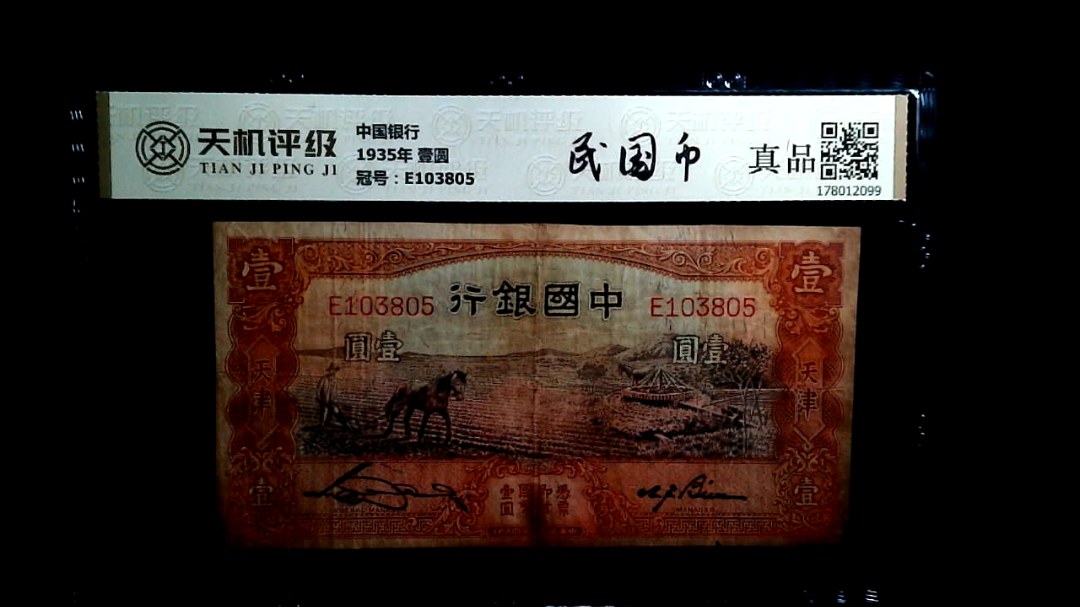 天机评级
TIAN JI PING JI
中国银行
1935年 壹圆
冠号：E103805
民国币
真品
178012099
壹
壹
E103805
行銀國中
E103805
圓壹
圓壹
天津
天津
壹
壹
MANAGER